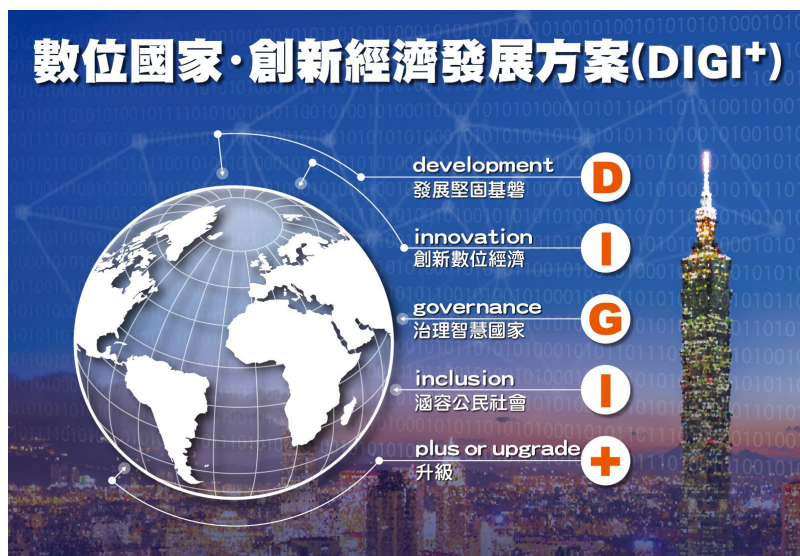 數位國家·創新經濟發展方案(DIGI⁺)
development
發展堅固基磐
D
innovation
創新數位經濟
I
governance
治理智慧國家
G
inclusion
涵容公民社會
I
plus or upgrade
升級
+